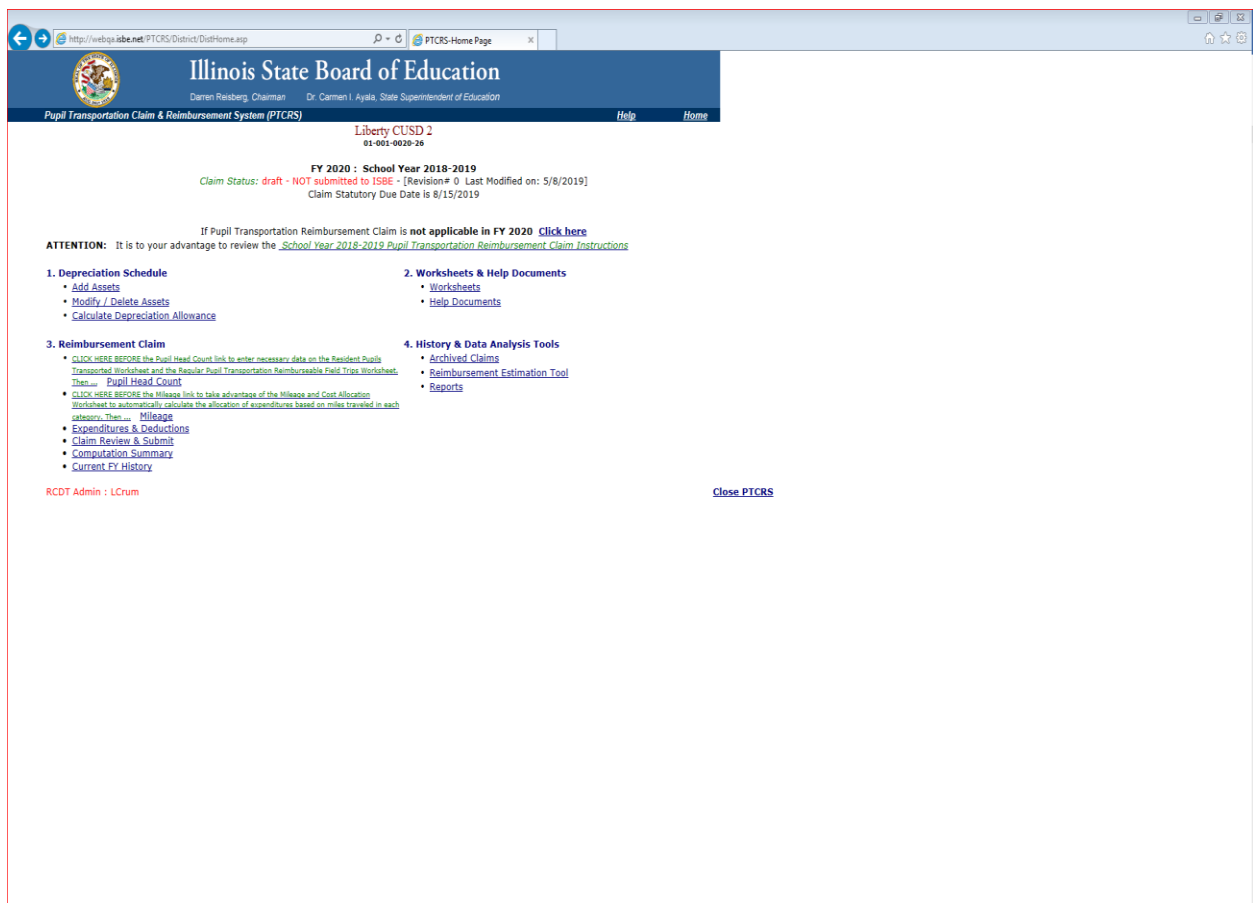 http://webqa.isbe.net/PTCRS/District/DistHome.asp
PTCRS-Home Page
Illinois State Board of Education
Darren Reisberg, Chairman Dr. Carmen I. Ayala, State Superintendent of Education
Pupil Transportation Claim & Reimbursement System (PTCRS) Help Home
Liberty CUSD 2
01-001-0020-26
FY 2020 : School Year 2018-2019
Claim Status: draft - NOT submitted to ISBE - [Revision# 0 Last Modified on: 5/8/2019]
Claim Statutory Due Date is 8/15/2019
If Pupil Transportation Reimbursement Claim is not applicable in FY 2020 Click here
ATTENTION: It is to your advantage to review the School Year 2018-2019 Pupil Transportation Reimbursement Claim Instructions
1. Depreciation Schedule
• Add Assets
• Modify / Delete Assets
• Calculate Depreciation Allowance
2. Worksheets & Help Documents
• Worksheets
• Help Documents
3. Reimbursement Claim
• CLICK HERE BEFORE the Pupil Head Count link to enter necessary data on the Resident Pupils
Transported Worksheet and the Regular Pupil Transportation Reimburseable Field Trips Worksheet.
Then ... Pupil Head Count
• CLICK HERE BEFORE the Mileage link to take advantage of the Mileage and Cost Allocation
Worksheet to automatically calculate the allocation of expenditures based on miles traveled in each
category. Then ... Mileage
• Expenditures & Deductions
• Claim Review & Submit
• Computation Summary
• Current FY History
4. History & Data Analysis Tools
• Archived Claims
• Reimbursement Estimation Tool
• Reports
RCDT Admin : LCrum
Close PTCRS